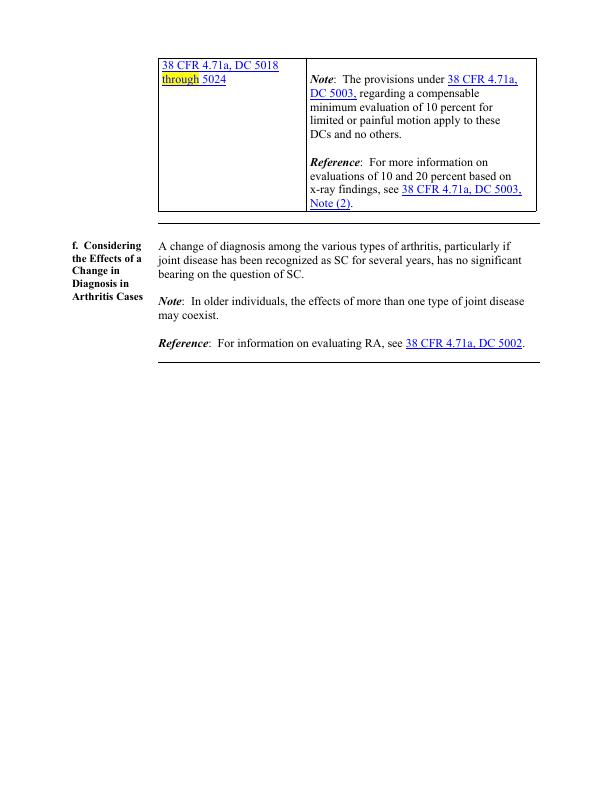 38 CFR 4.71a, DC 5018
through 5024
Note:  The provisions under 38 CFR 4.71a,
DC 5003, regarding a compensable
minimum evaluation of 10 percent for
limited or painful motion apply to these
DCs and no others.
Reference:  For more information on
evaluations of 10 and 20 percent based on
x-ray findings, see 38 CFR 4.71a, DC 5003,
Note (2).
f.  Considering
the Effects of a
Change in
Diagnosis in
Arthritis Cases
A change of diagnosis among the various types of arthritis, particularly if
joint disease has been recognized as SC for several years, has no significant
bearing on the question of SC.
Note:  In older individuals, the effects of more than one type of joint disease
may coexist.
Reference:  For information on evaluating RA, see 38 CFR 4.71a, DC 5002.